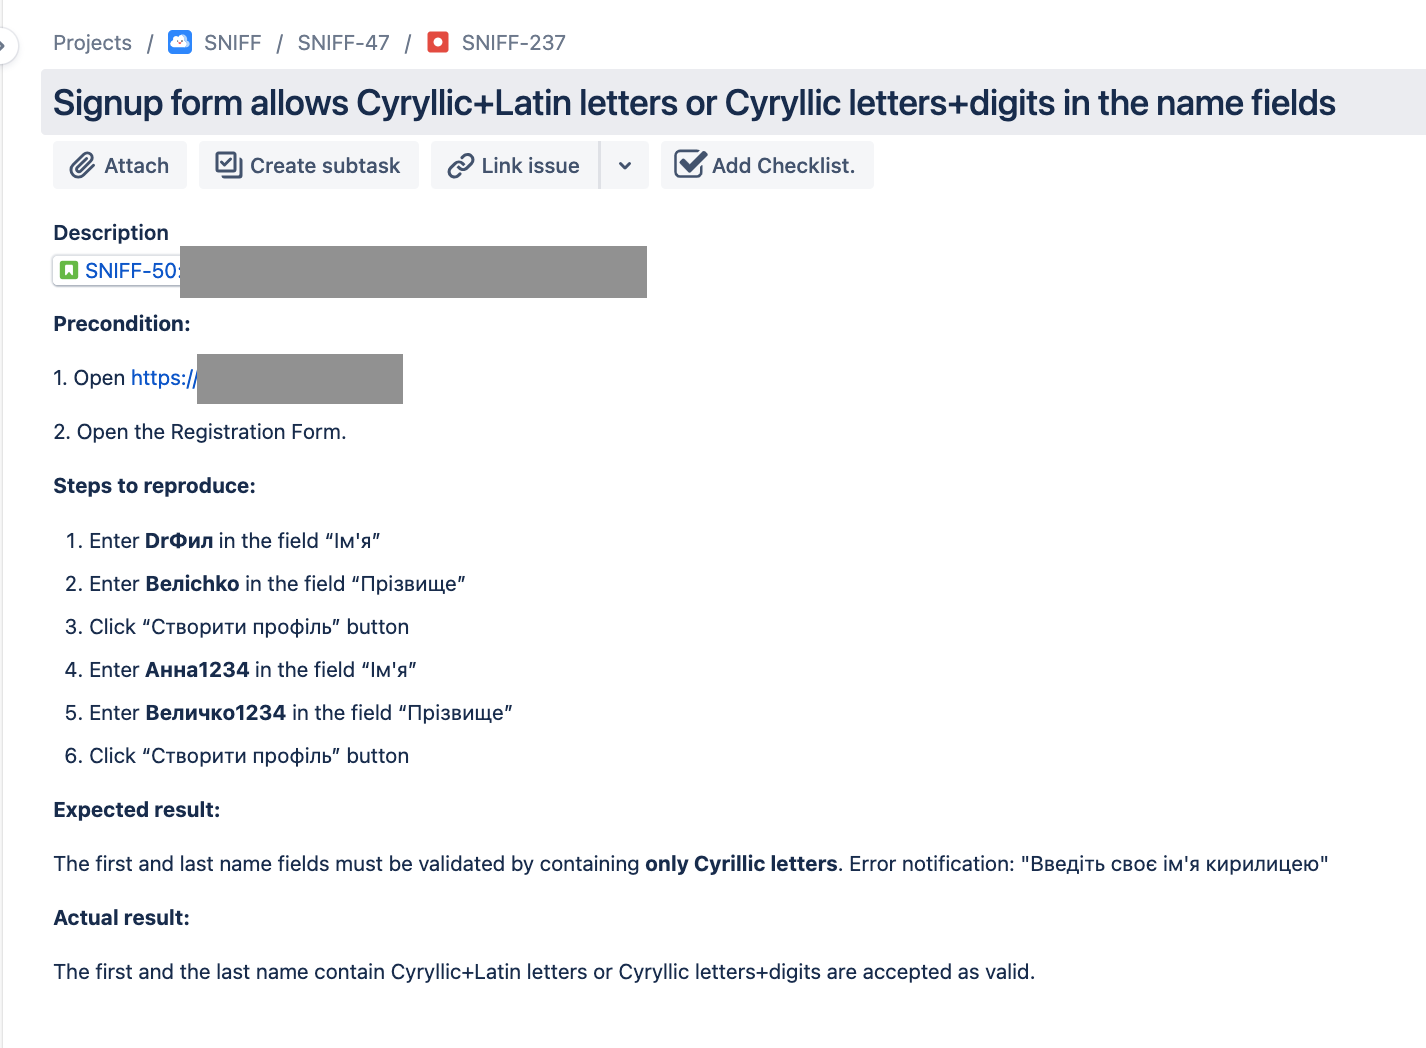 Projects / SNIFF / SNIFF-47 / SNIFF-237
Signup form allows Cyryllic+Latin letters or Cyryllic letters+digits in the name fields
Attach Create subtask Link issue Add Checklist.
Description
SNIFF-50:
Precondition:
1. Open https://
2. Open the Registration Form.
Steps to reproduce:
1. Enter DrФил in the field “Ім'я”
2. Enter Велichko in the field “Прізвище”
3. Click “Створити профіль” button
4. Enter Анна1234 in the field “Ім'я”
5. Enter Величко1234 in the field “Прізвище”
6. Click “Створити профіль” button
Expected result:
The first and last name fields must be validated by containing only Cyrillic letters. Error notification: "Введіть своє ім'я кирилицею"
Actual result:
The first and the last name contain Cyryllic+Latin letters or Cyryllic letters+digits are accepted as valid.